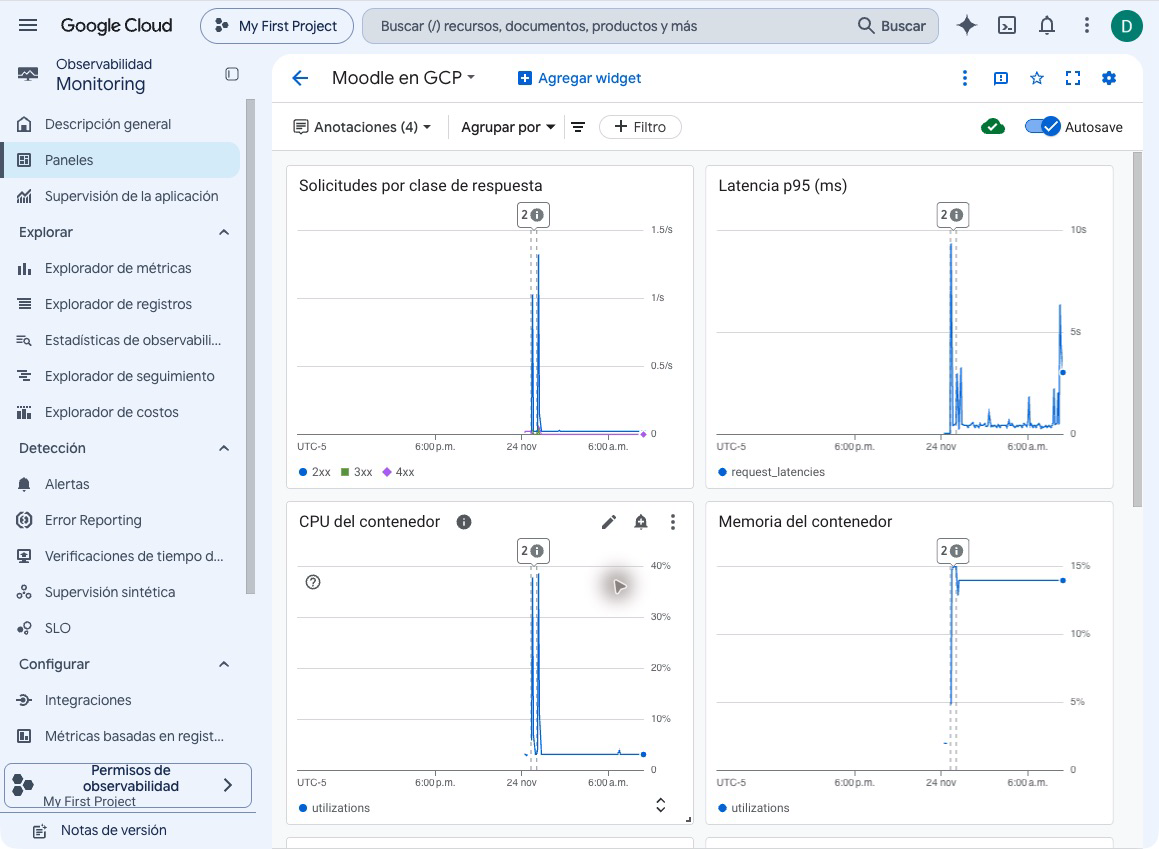 Google Cloud
My First Project
Buscar (/) recursos, documentos, productos y más
Buscar
D
Observabilidad
Monitoring
Descripción general
Paneles
Supervisión de la aplicación
Explorar
Explorador de métricas
Explorador de registros
Estadísticas de observabili...
Explorador de seguimiento
Explorador de costos
Detección
Alertas
Error Reporting
Verificaciones de tiempo d...
Supervisión sintética
SLO
Configurar
Integraciones
Métricas basadas en regist...
Permisos de
observabilidad
My First Project
Notas de versión
Moodle en GCP
Agregar widget
Anotaciones (4)
Agrupar por
Filtro
Autosave
Solicitudes por clase de respuesta
2
1.5/s
1/s
0.5/s
0
UTC-5
6:00 p.m.
24 nov
6:00 a.m.
2xx
3xx
4xx
Latencia p95 (ms)
2
10s
5s
0
UTC-5
6:00 p.m.
24 nov
6:00 a.m.
request_latencies
CPU del contenedor
2
40%
30%
20%
10%
0
UTC-5
6:00 p.m.
24 nov
6:00 a.m.
utilizations
Memoria del contenedor
2
15%
10%
5%
0
UTC-5
6:00 p.m.
24 nov
6:00 a.m.
utilizations